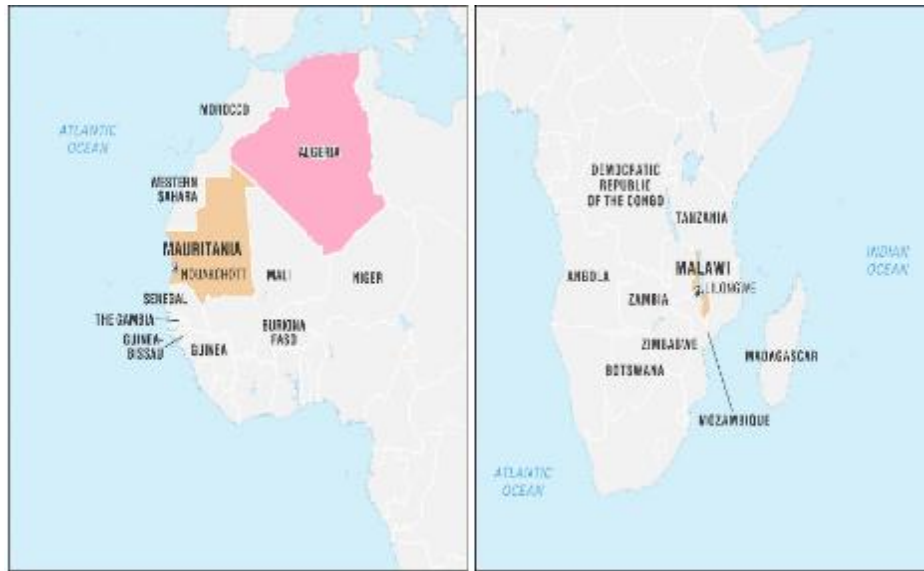 MOROCCO
ATLANTIC
OCEAN
ALGERIA
WESTERN
SAHARA
MAURITANIA
NOUAKCHOTT
MALI
NIGER
SENEGAL
THE GAMBIA
GUINEA-
BISSAU
GUINEA
BURKINA
FASO
DEMOCRATIC
REPUBLIC
OF THE CONGO
TANZANIA
INDIAN
OCEAN
ANGOLA
MALAWI
LILONGWE
ZAMBIA
ZIMBABWE
MADAGASCAR
BOTSWANA
MOZAMBIQUE
ATLANTIC
OCEAN